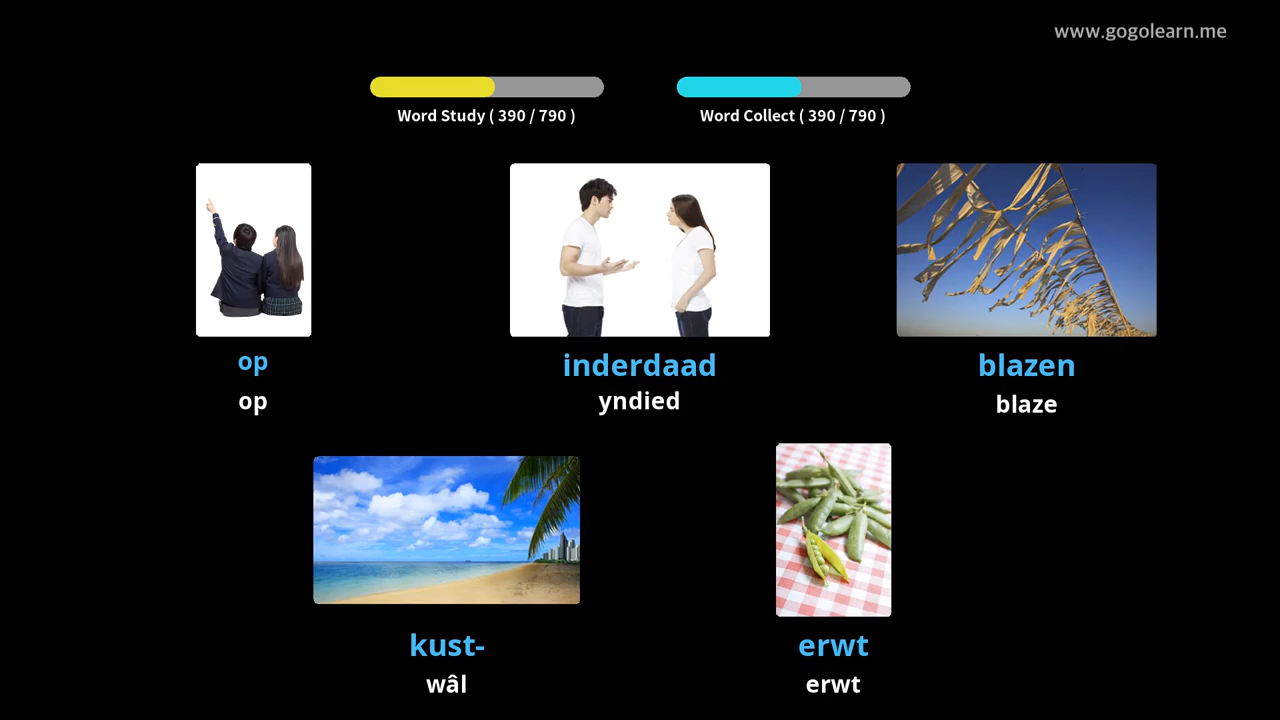 www.gogolearn.me
Word Study ( 390 / 790 )
Word Collect ( 390 / 790 )
op
op
inderdaad
yndied
blazen
blaze
kust-
wâl
erwt
erwt